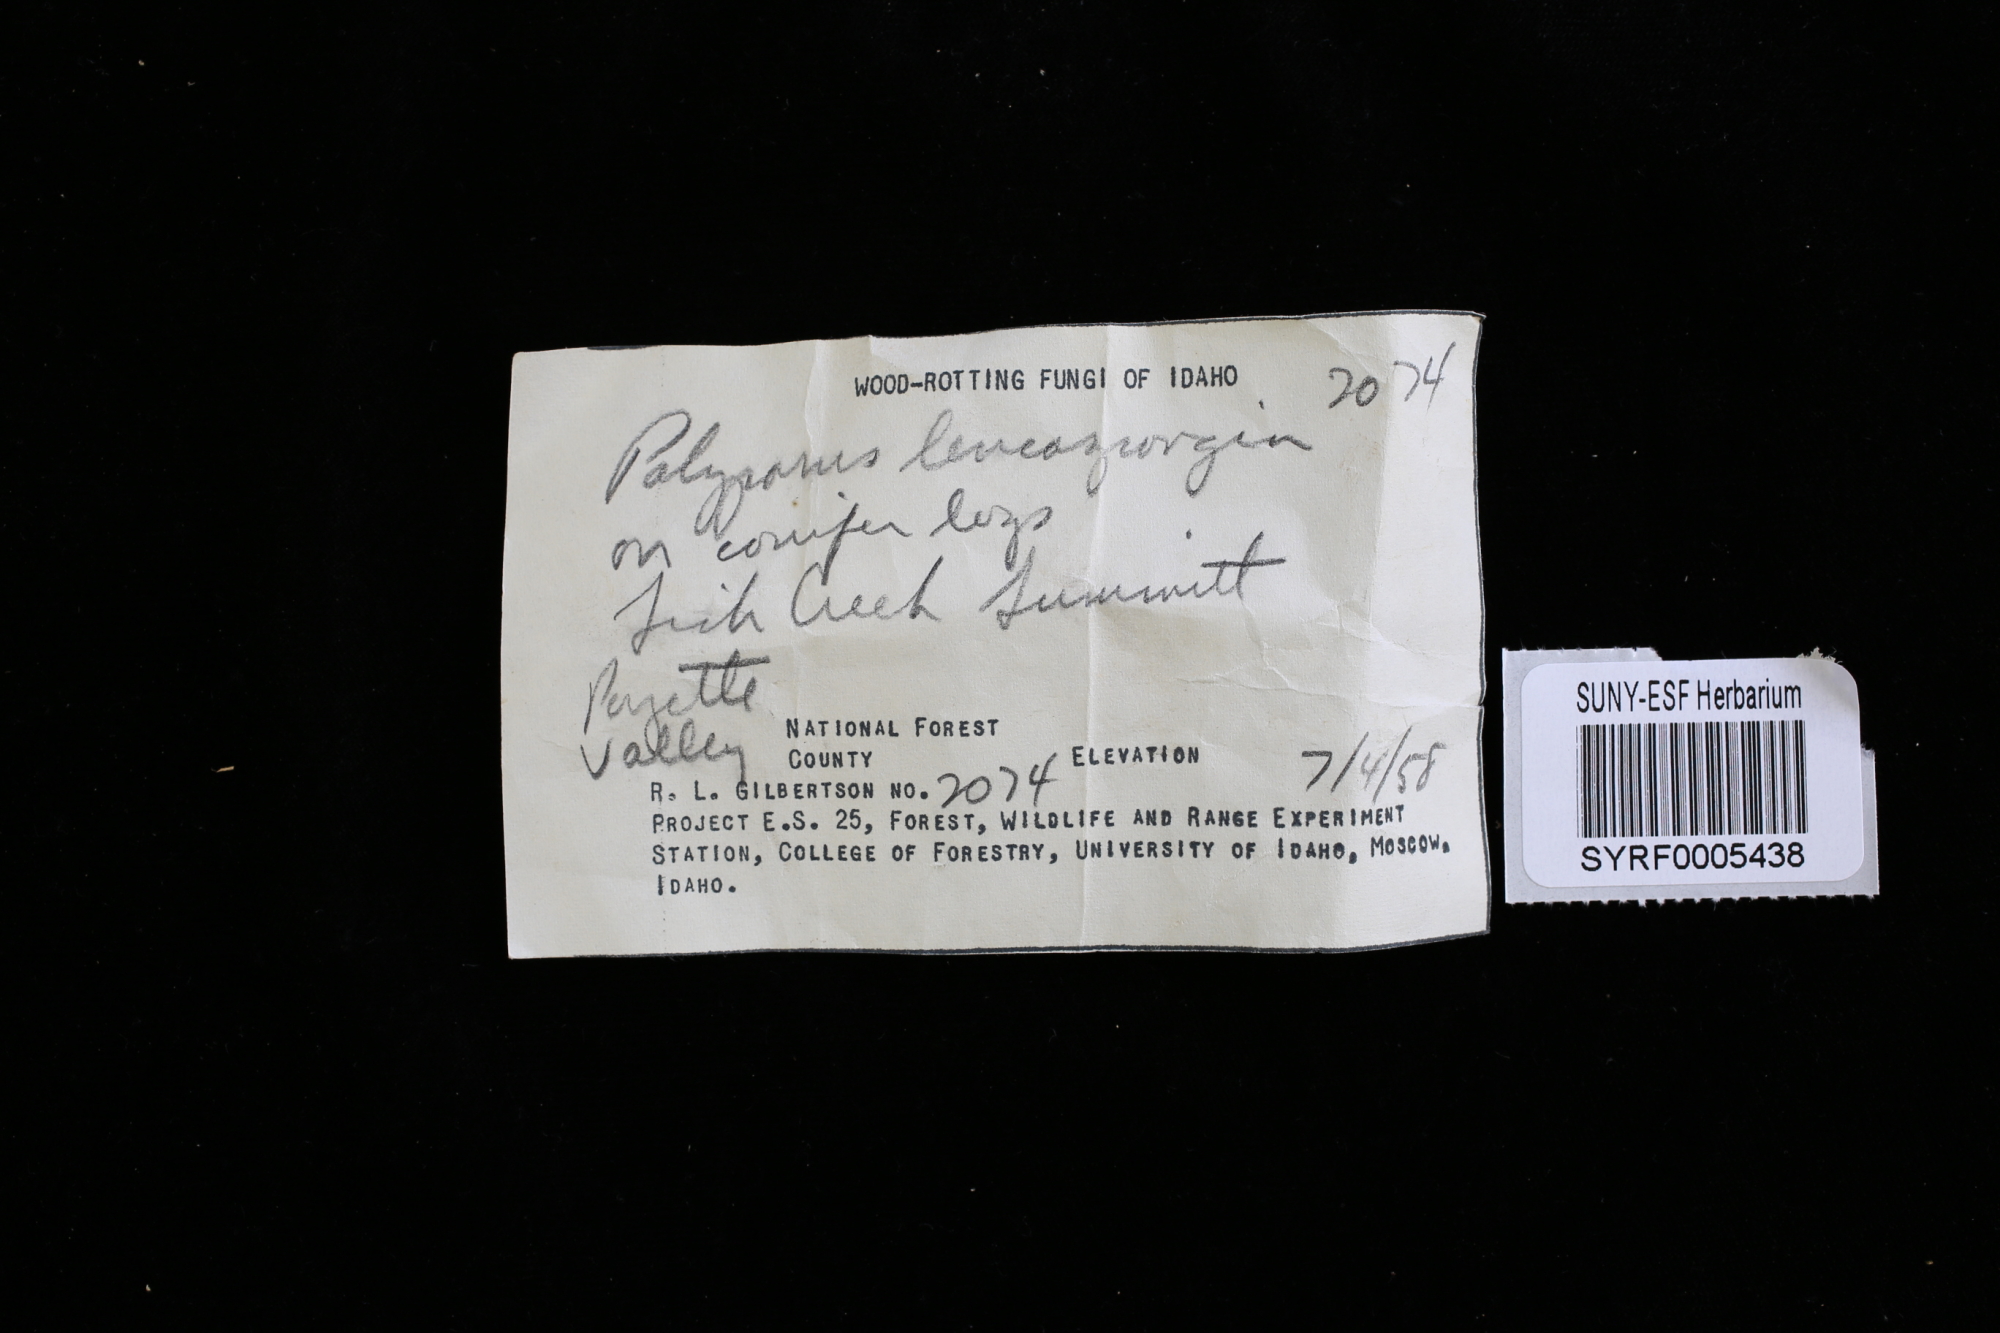 WOOD-ROTTING FUNGI OF IDAHO 2074
Polyporus leucospongia
on conifer logs
Lick Creek Summitt
Payette NATIONAL FOREST
Valley COUNTY ELEVATION 7/4/58
R. L. GILBERTSON NO. 2074
PROJECT E.S. 25, FOREST, WILDLIFE AND RANGE EXPERIMENT
STATION, COLLEGE OF FORESTRY, UNIVERSITY OF IDAHO, MOSCOW,
IDAHO.
SUNY-ESF Herbarium
SYRF0005438